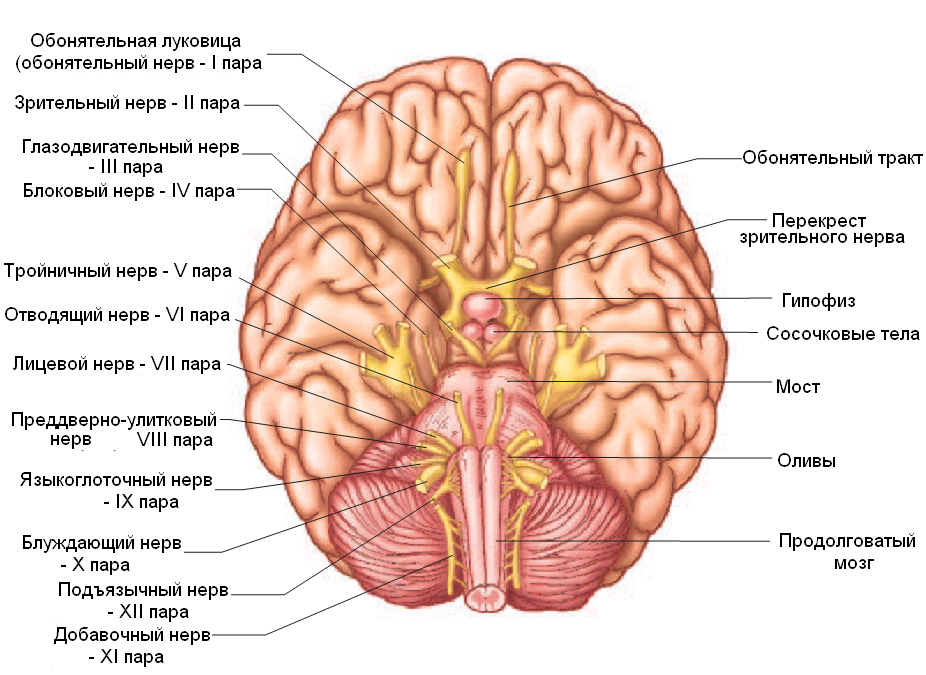 Обонятельная луковица
(обонятельный нерв - I пара
Зрительный нерв - II пара
Глазодвигательный нерв
- III пара
Блоковый нерв - IV пара
Тройничный нерв - V пара
Отводящий нерв - VI пара
Лицевой нерв - VII пара
Преддверно-улитковый
нерв VIII пара
Языкоглоточный нерв
- IX пара
Блуждающий нерв
- X пара
Подъязычный нерв
- XII пара
Добавочный нерв
- XI пара
Обонятельный тракт
Перекрест
зрительного нерва
Гипофиз
Сосочковые тела
Мост
Оливы
Продолговатый
мозг